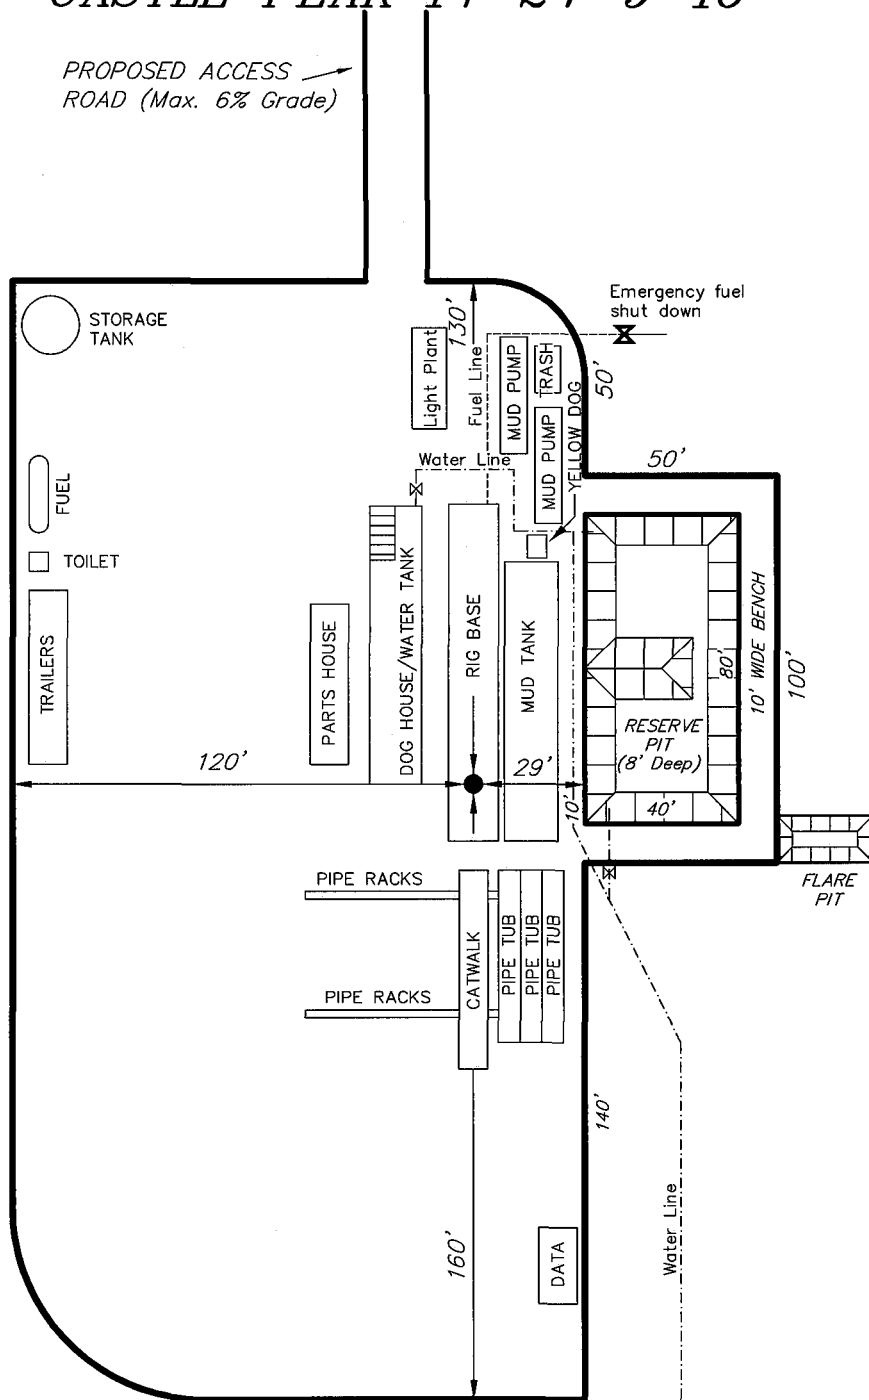 PROPOSED ACCESS
ROAD (Max. 6% Grade)
STORAGE
TANK
130'
Light Plant
Fuel Line
MUD PUMP
TRASH
Emergency fuel
shut down
50'
YELLOW DOG
MUD PUMP
Water Line
50'
FUEL
TOILET
TRAILERS
PARTS HOUSE
DOG HOUSE/WATER TANK
RIG BASE
MUD TANK
80'
10' WIDE BENCH
100'
RESERVE
PIT
(8' Deep)
120'
29'
10'
40'
FLARE
PIT
PIPE RACKS
CATWALK
PIPE TUB
PIPE TUB
PIPE TUB
PIPE RACKS
140'
Water Line
160'
DATA